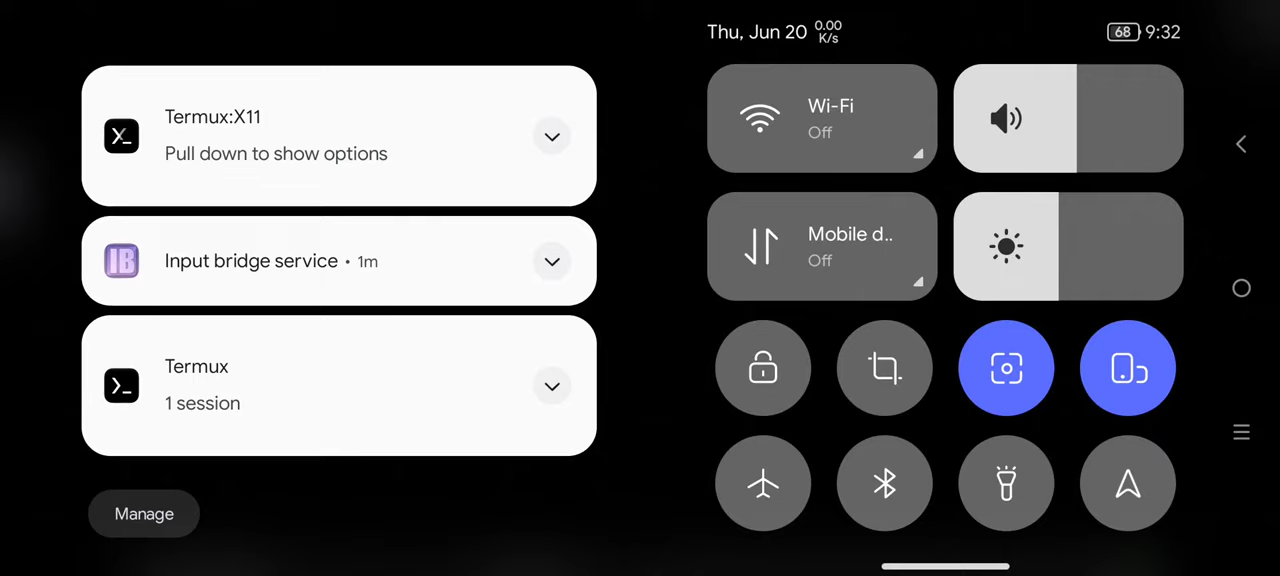 Termux:X11
Pull down to show options
Input bridge service • 1m
Termux
1 session
Manage
Thu, Jun 20 0.00 K/s
68 9:32
Wi-Fi
Off
Mobile d..
Off